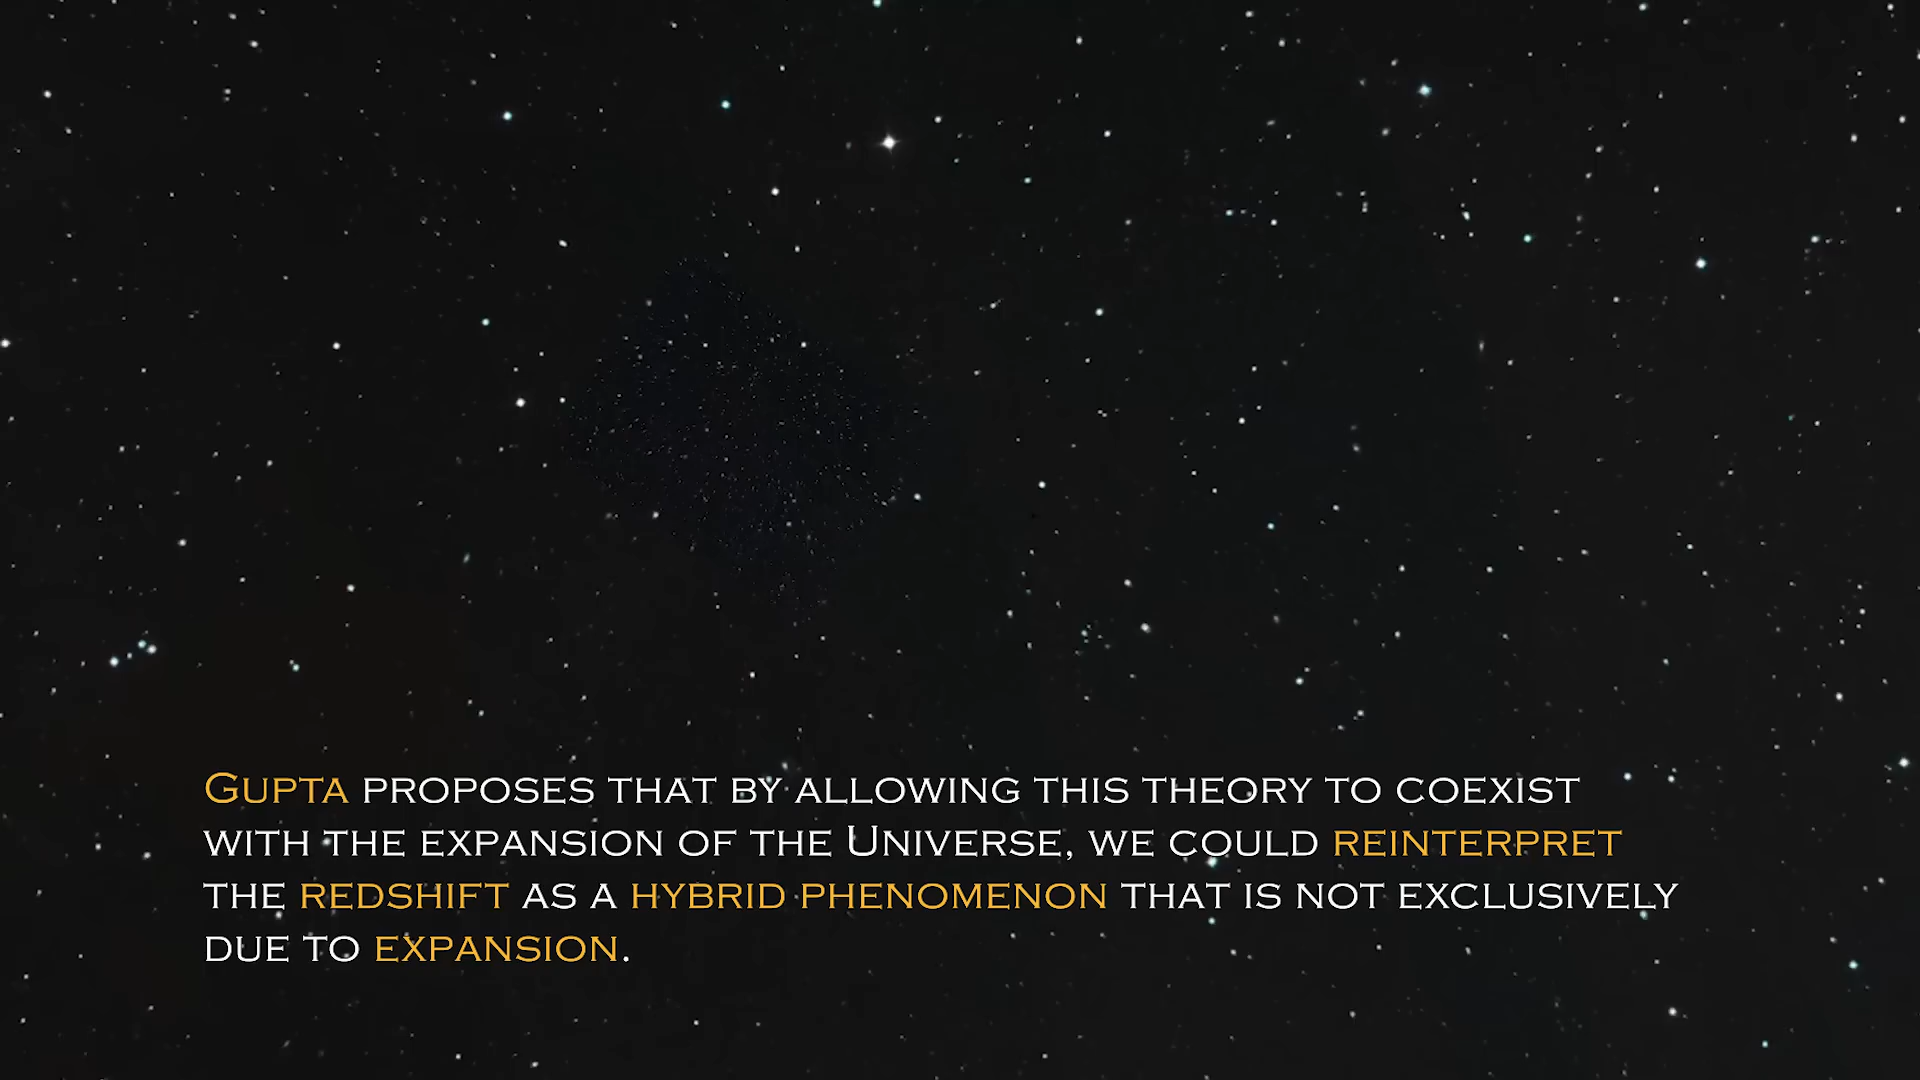 Gupta proposes that by allowing this theory to coexist
with the expansion of the Universe, we could reinterpret
the redshift as a hybrid phenomenon that is not exclusively
due to expansion.